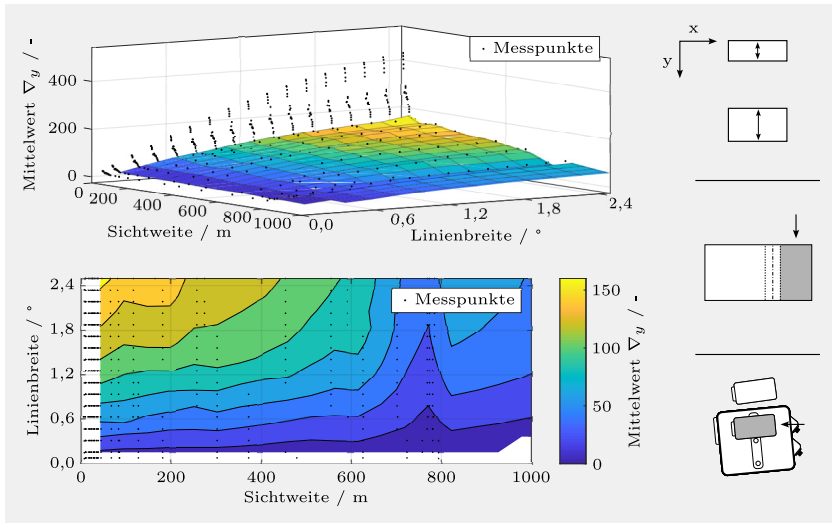 Mittelwert ∇y / -
400
200
0
0
200
400
600
800
1000
Sichtweite / m
0,0
0,6
1,2
1,8
2,4
Linienbreite / °
Messpunkte
x
y
Linienbreite / °
2,4
1,8
1,2
0,6
0,0
0
200
400
600
800
1000
Sichtweite / m
Messpunkte
150
100
50
0
Mittelwert ∇y / -